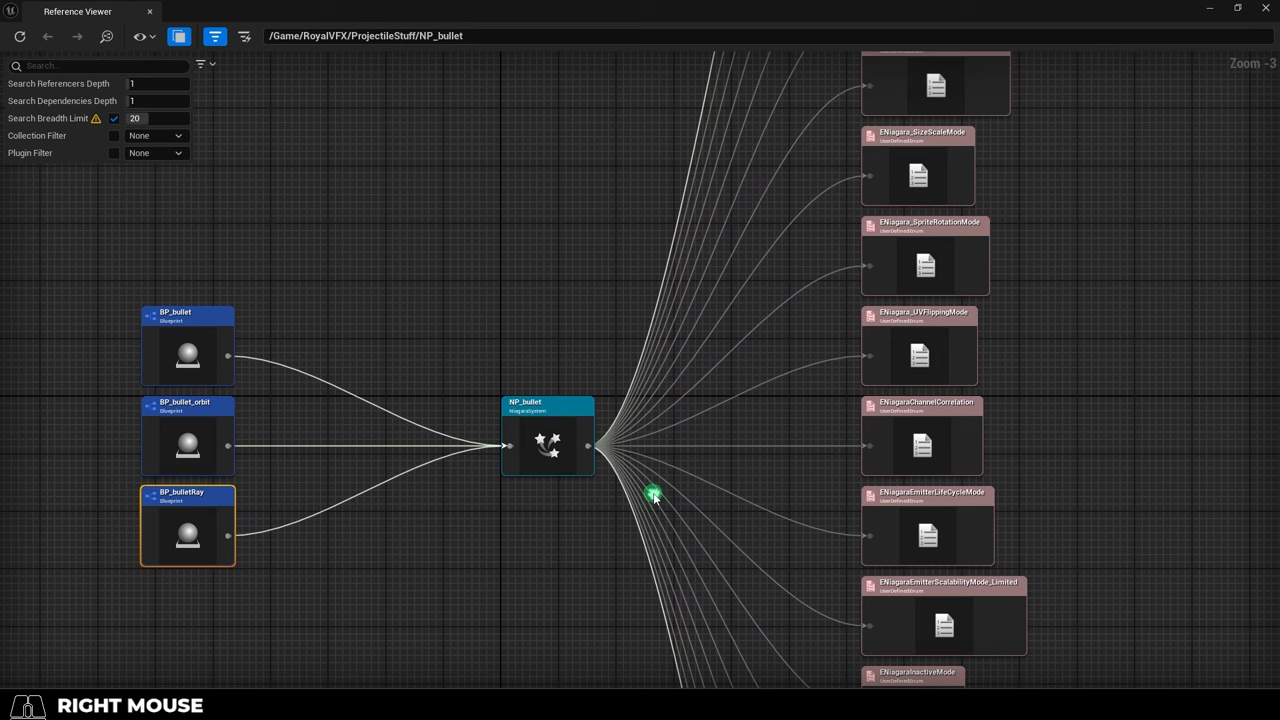 Reference Viewer
/Game/RoyalVFX/ProjectileStuff/NP_bullet
Zoom -3
Search...
Search Referencers Depth 1
Search Dependencies Depth 1
Search Breadth Limit 20
Collection Filter None
Plugin Filter None
ENiagara_SizeScaleMode
UserDefinedEnum
ENiagara_SpriteRotationMode
UserDefinedEnum
BP_bullet
Blueprint
ENiagara_UVFlippingMode
UserDefinedEnum
BP_bullet_orbit
Blueprint
NP_bullet
NiagaraSystem
ENiagaraChannelCorrelation
UserDefinedEnum
BP_bulletRay
Blueprint
ENiagaraEmitterLifeCycleMode
UserDefinedEnum
ENiagaraEmitterScalabilityMode_Limited
UserDefinedEnum
ENiagaraInactiveMode
UserDefinedEnum
RIGHT MOUSE